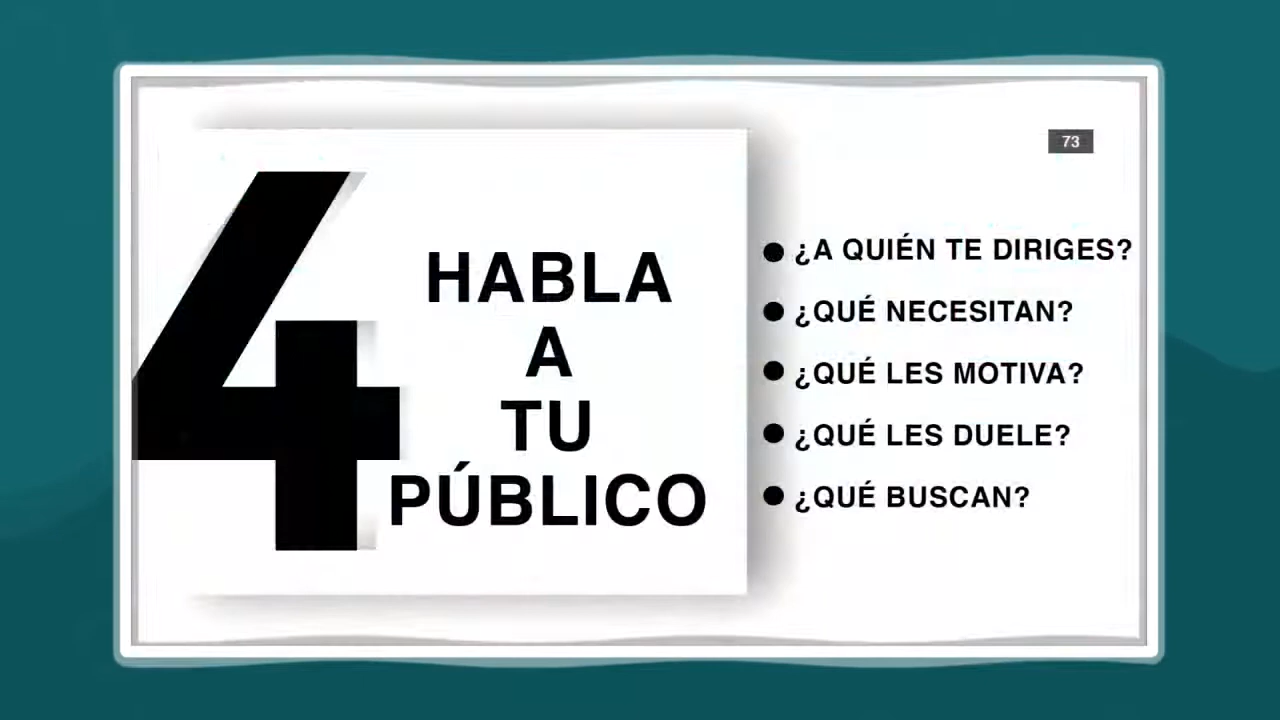 4
HABLA
A
TU
PÚBLICO
73
● ¿A QUIÉN TE DIRIGES?
● ¿QUÉ NECESITAN?
● ¿QUÉ LES MOTIVA?
● ¿QUÉ LES DUELE?
● ¿QUÉ BUSCAN?